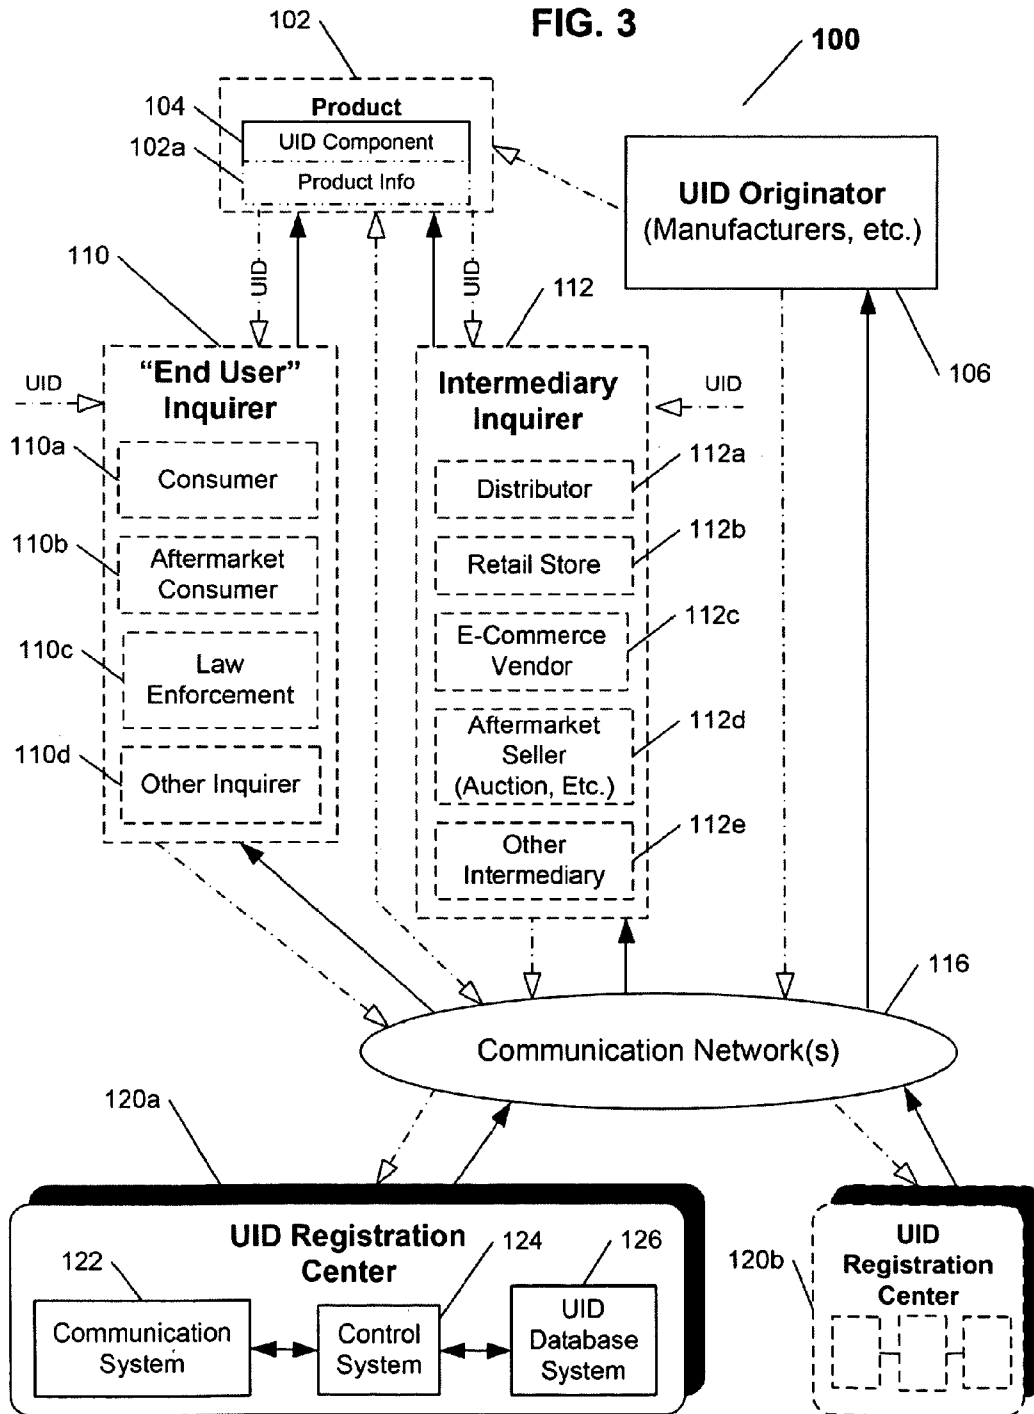 FIG. 3
102
100
104
102a
Product
UID Component
Product Info
UID Originator
(Manufacturers, etc.)
106
110
UID
UID
112
UID
"End User"
Inquirer
110a
Consumer
110b
Aftermarket
Consumer
110c
Law
Enforcement
110d
Other Inquirer
Intermediary
Inquirer
UID
112a
Distributor
112b
Retail Store
112c
E-Commerce
Vendor
112d
Aftermarket
Seller
(Auction, Etc.)
112e
Other
Intermediary
116
Communication Network(s)
120a
UID Registration
Center
122
124
126
Communication
System
Control
System
UID
Database
System
120b
UID
Registration
Center